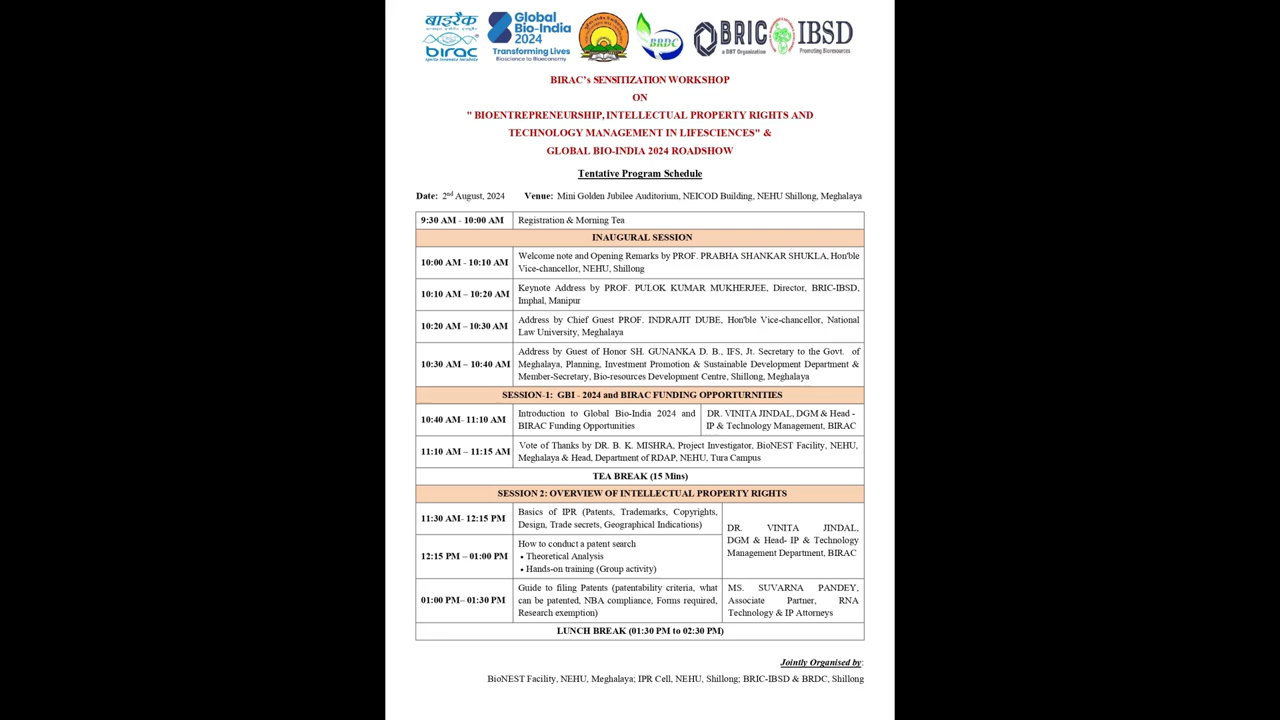 बाइरैक
birac
Global
Bio-India
2024
Transforming Lives
Bioscience to Bioeconomy
BRDC
BRIC
a DBT Organization
IBSD
Promoting Bioresources
BIRAC's SENSITIZATION WORKSHOP
ON
" BIOENTREPRENEURSHIP, INTELLECTUAL PROPERTY RIGHTS AND
TECHNOLOGY MANAGEMENT IN LIFESCIENCES" &
GLOBAL BIO-INDIA 2024 ROADSHOW
Tentative Program Schedule
Date: 2nd August, 2024 Venue: Mini Golden Jubilee Auditorium, NEICOD Building, NEHU Shillong, Meghalaya
9:30 AM - 10:00 AM Registration & Morning Tea
INAUGURAL SESSION
10:00 AM - 10:10 AM Welcome note and Opening Remarks by PROF. PRABHA SHANKAR SHUKLA, Hon'ble
Vice-chancellor, NEHU, Shillong
10:10 AM – 10:20 AM Keynote Address by PROF. PULOK KUMAR MUKHERJEE, Director, BRIC-IBSD,
Imphal, Manipur
10:20 AM – 10:30 AM Address by Chief Guest PROF. INDRAJIT DUBE, Hon'ble Vice-chancellor, National
Law University, Meghalaya
10:30 AM – 10:40 AM Address by Guest of Honor SH. GUNANKA D. B., IFS, Jt. Secretary to the Govt. of
Meghalaya, Planning, Investment Promotion & Sustainable Development Department &
Member-Secretary, Bio-resources Development Centre, Shillong, Meghalaya
SESSION-1: GBI - 2024 and BIRAC FUNDING OPPORTURNITIES
10:40 AM- 11:10 AM Introduction to Global Bio-India 2024 and
BIRAC Funding Opportunities
DR. VINITA JINDAL, DGM & Head -
IP & Technology Management, BIRAC
11:10 AM – 11:15 AM Vote of Thanks by DR. B. K. MISHRA, Project Investigator, BioNEST Facility, NEHU,
Meghalaya & Head, Department of RDAP, NEHU, Tura Campus
TEA BREAK (15 Mins)
SESSION 2: OVERVIEW OF INTELLECTUAL PROPERTY RIGHTS
11:30 AM- 12:15 PM Basics of IPR (Patents, Trademarks, Copyrights,
Design, Trade secrets, Geographical Indications)
12:15 PM – 01:00 PM How to conduct a patent search
• Theoretical Analysis
• Hands-on training (Group activity)
DR. VINITA JINDAL,
DGM & Head- IP & Technology
Management Department, BIRAC
01:00 PM– 01:30 PM Guide to filing Patents (patentability criteria, what
can be patented, NBA compliance, Forms required,
Research exemption)
MS. SUVARNA PANDEY,
Associate Partner, RNA
Technology & IP Attorneys
LUNCH BREAK (01:30 PM to 02:30 PM)
Jointly Organised by:
BioNEST Facility, NEHU, Meghalaya; IPR Cell, NEHU, Shillong; BRIC-IBSD & BRDC, Shillong